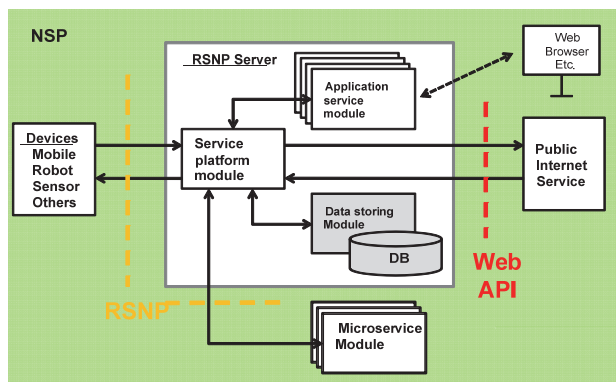 NSP
RSNP Server
Web
Browser
Etc.
Application
service
module
Devices
Mobile
Robot
Sensor
Others
Service
platform
module
Public
Internet
Service
Data storing
Module
DB
Web
API
RSNP
Microservice
Module